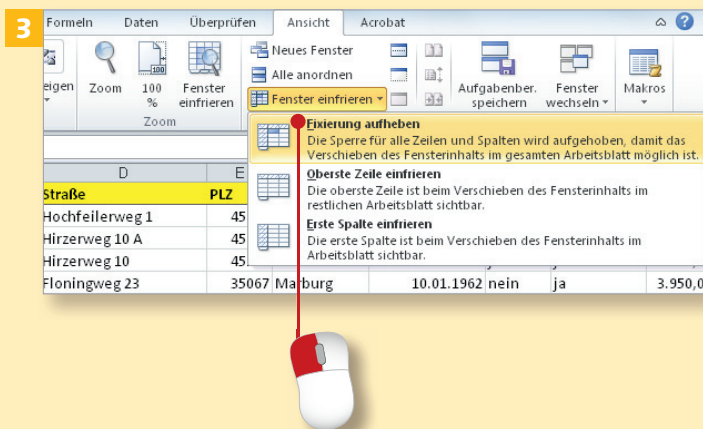 3
Formeln Daten Überprüfen Ansicht Acrobat
eigen
Zoom
100
%
Fenster
einfrieren
Zoom
Neues Fenster
Alle anordnen
Fenster einfrieren
Aufgabenber.
speichern
Fenster
wechseln
Makros
Fixierung aufheben
Die Sperre für alle Zeilen und Spalten wird aufgehoben, damit das
Verschieben des Fensterinhalts im gesamten Arbeitsblatt möglich ist.
Oberste Zeile einfrieren
Die oberste Zeile ist beim Verschieben des Fensterinhalts im
restlichen Arbeitsblatt sichtbar.
Erste Spalte einfrieren
Die erste Spalte ist beim Verschieben des Fensterinhalts im
Arbeitsblatt sichtbar.
D E
Straße PLZ
Hochfeilerweg 1 45
Hirzerweg 10 A 45
Hirzerweg 10 45
Floningweg 23 35067 Marburg 10.01.1962 nein ja 3.950,0